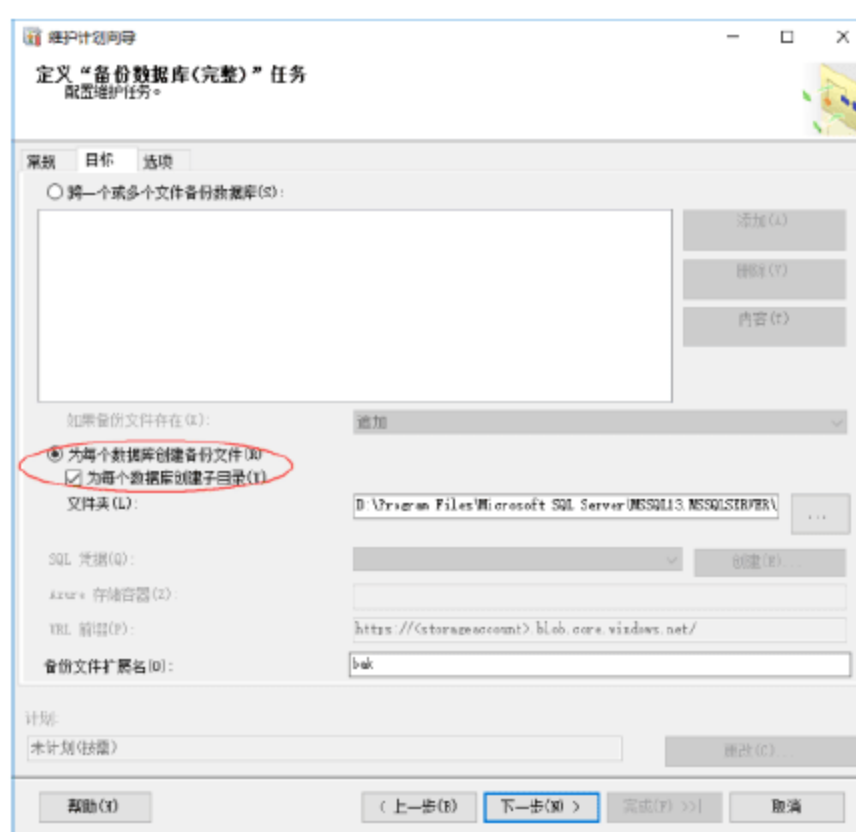 维护计划向导
定义“备份数据库(完整)”任务
配置维护任务。
常规 目标 选项
跨一个或多个文件备份数据库(S):
添加(A)
删除(V)
内容(T)
如果备份文件存在(X):
追加
为每个数据库创建备份文件(R)
为每个数据库创建子目录(Y)
文件夹(L):
D:\Program Files\Microsoft SQL Server\MSSQL13.MSSQLSERVER\
...
SQL 凭据(Q):
创建(E)...
Azure 存储容器(Z):
URL 前缀(P):
https://<storageaccount>.blob.core.windows.net/
备份文件扩展名(O):
bak
计划:
未计划(按需)
更改(C)...
帮助(H)
< 上一步(B)
下一步(N) >
完成(F) >>|
取消